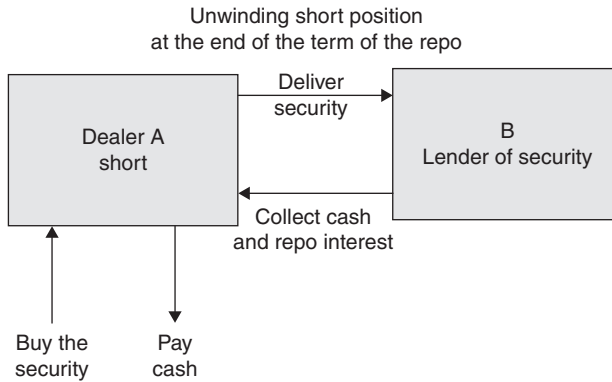 Unwinding short position
at the end of the term of the repo
Deliver
security
Dealer A
short
B
Lender of security
Collect cash
and repo interest
Buy the
security
Pay
cash